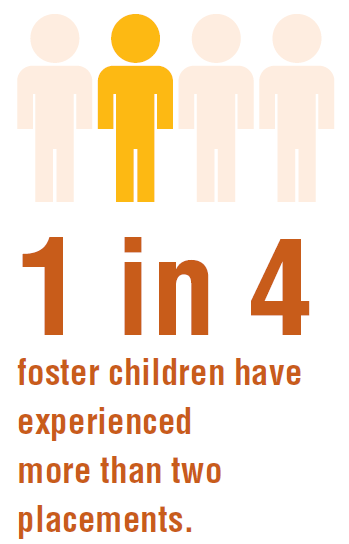 1 in 4
foster children have
experienced
more than two
placements.